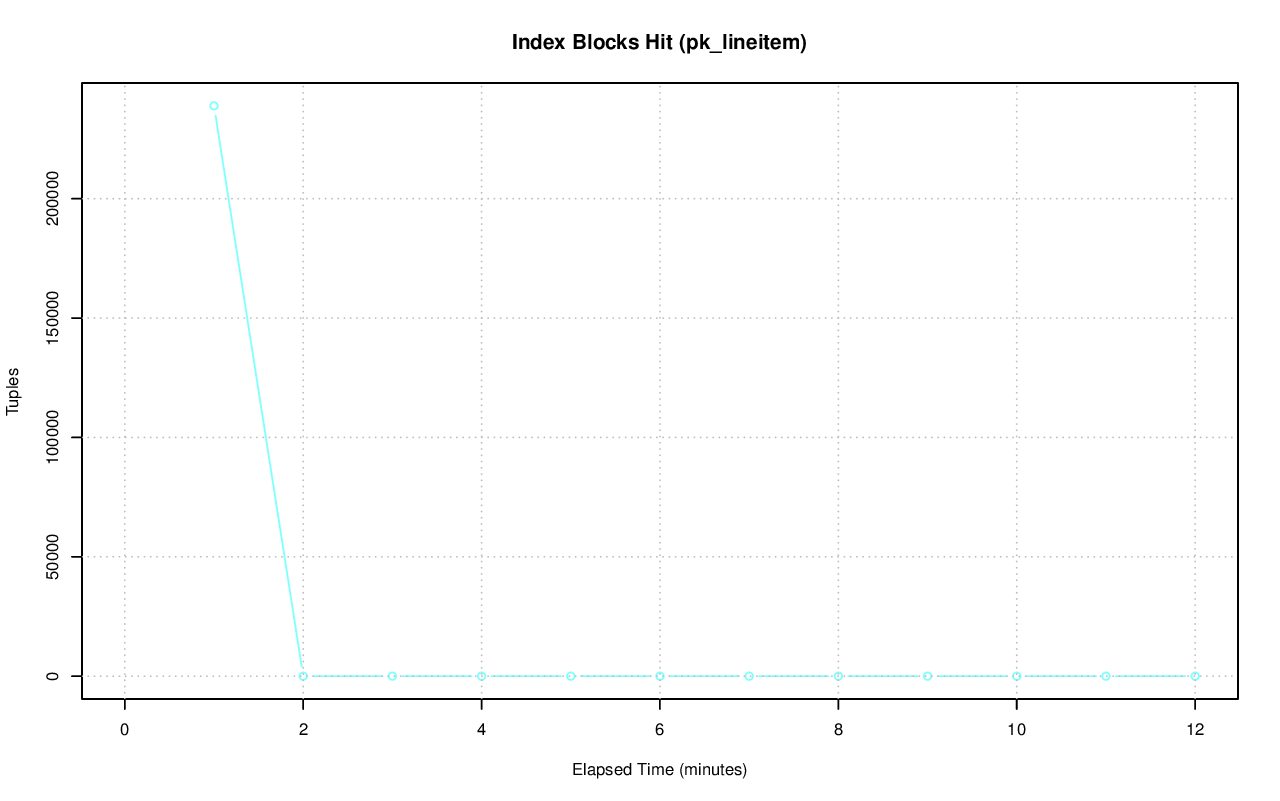 Index Blocks Hit (pk_lineitem)
Tuples
200000
150000
100000
50000
0
0 2 4 6 8 10 12
Elapsed Time (minutes)